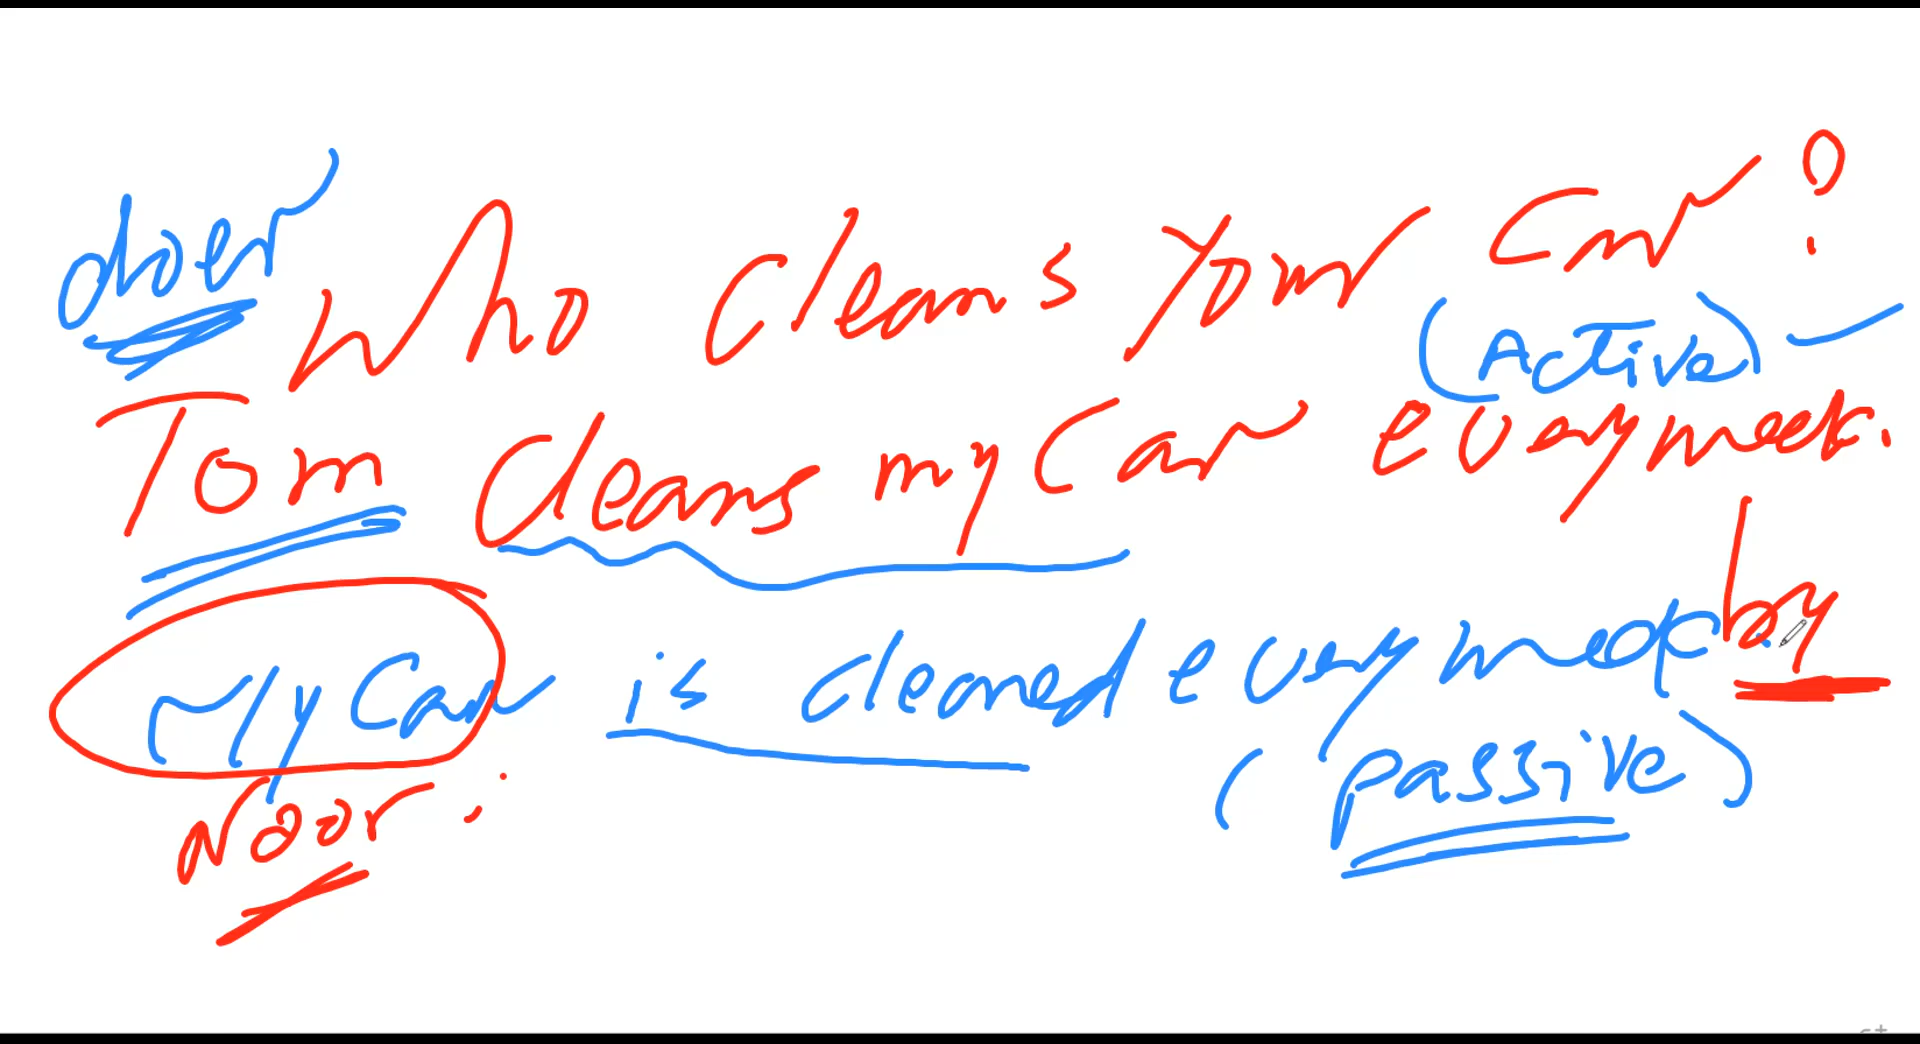 doer
Who cleans your car?
(Active)
Tom cleans my car every week.
My car is cleaned every week by
(passive)